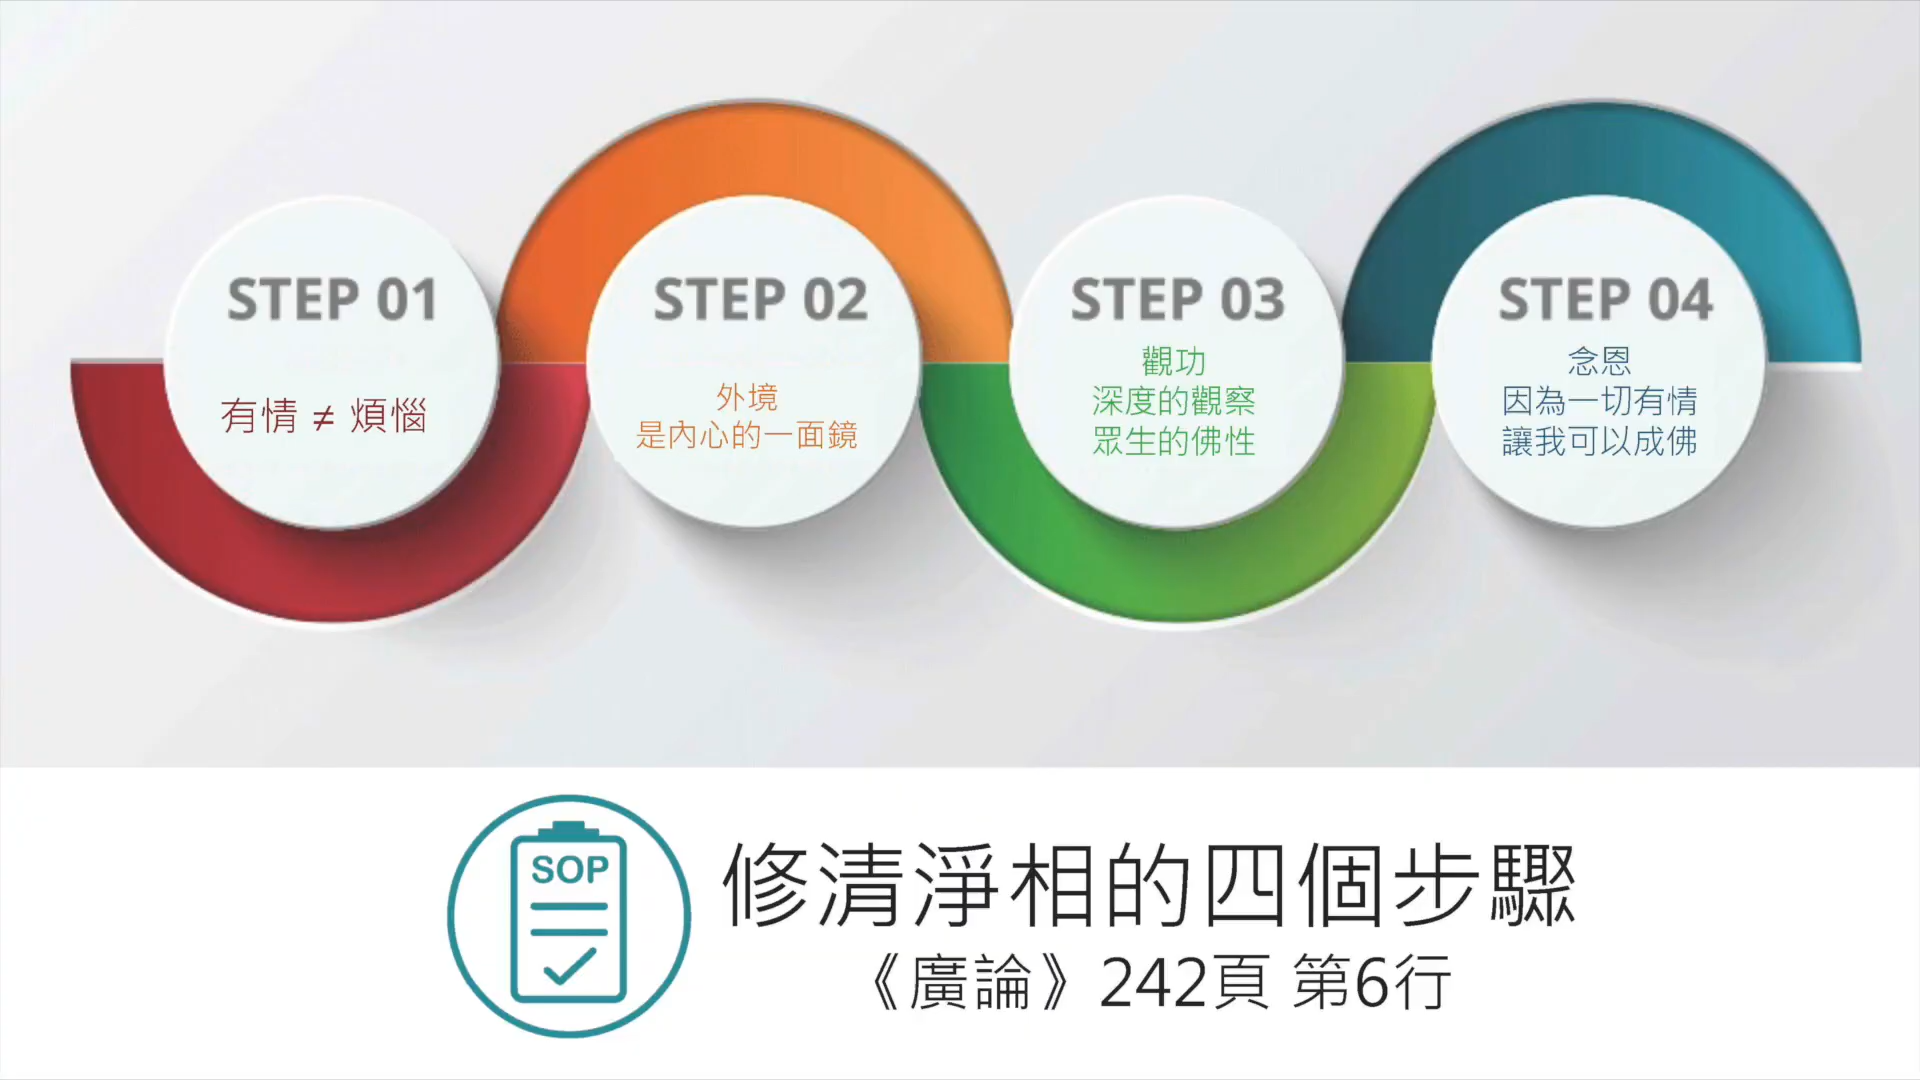 STEP 01
有情 ≠ 煩惱
STEP 02
外境
是內心的一面鏡
STEP 03
觀功
深度的觀察
眾生的佛性
STEP 04
念恩
因為一切有情
讓我可以成佛
SOP
修清淨相的四個步驟
《廣論》242頁 第6行